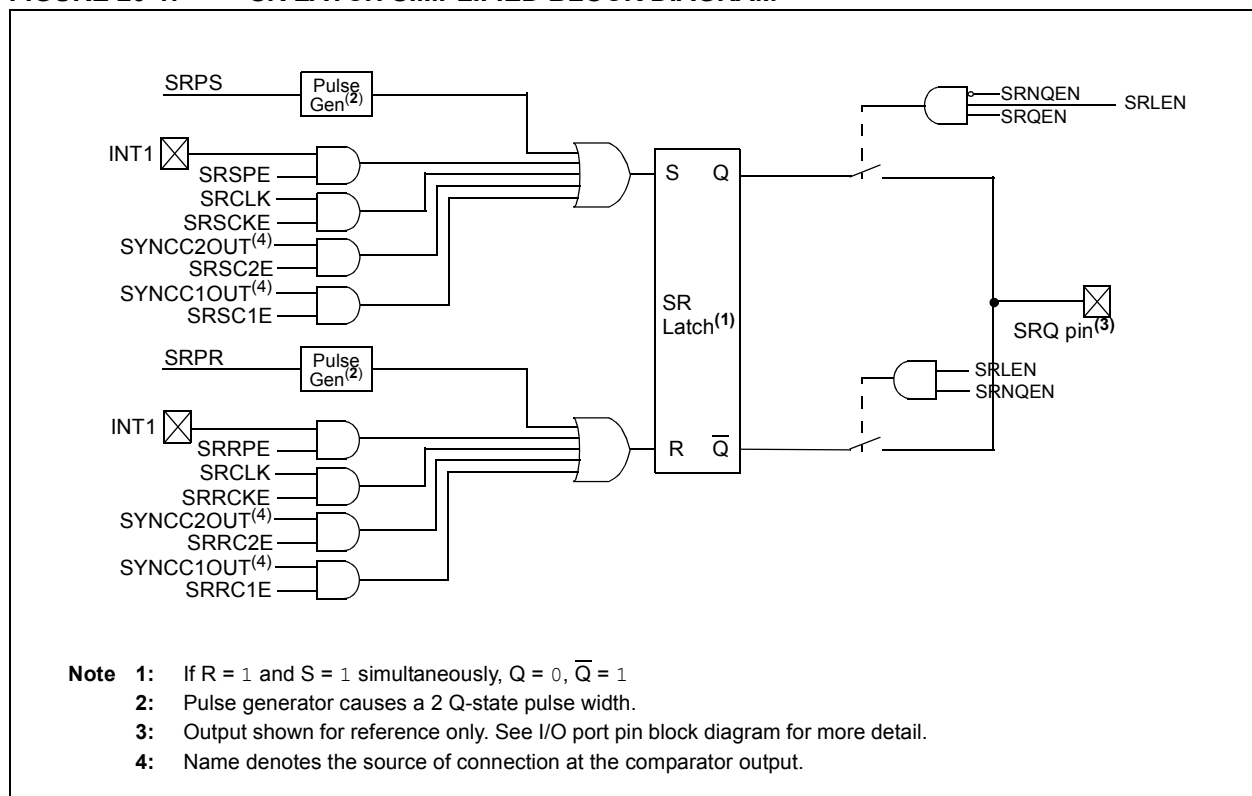 SRPS
Pulse
Gen(2)
INT1
SRSPE
SRCLK
SRSCKE
SYNCC2OUT(4)
SRSC2E
SYNCC1OUT(4)
SRSC1E
SRPR
Pulse
Gen(2)
INT1
SRRPE
SRCLK
SRRCKE
SYNCC2OUT(4)
SRRC2E
SYNCC1OUT(4)
SRRC1E
S Q
SR
Latch(1)
R Q̅
SRNQEN
SRLEN
SRQEN
SRQ pin(3)
SRLEN
SRNQEN
Note 1: If R = 1 and S = 1 simultaneously, Q = 0, Q̅ = 1
2: Pulse generator causes a 2 Q-state pulse width.
3: Output shown for reference only. See I/O port pin block diagram for more detail.
4: Name denotes the source of connection at the comparator output.